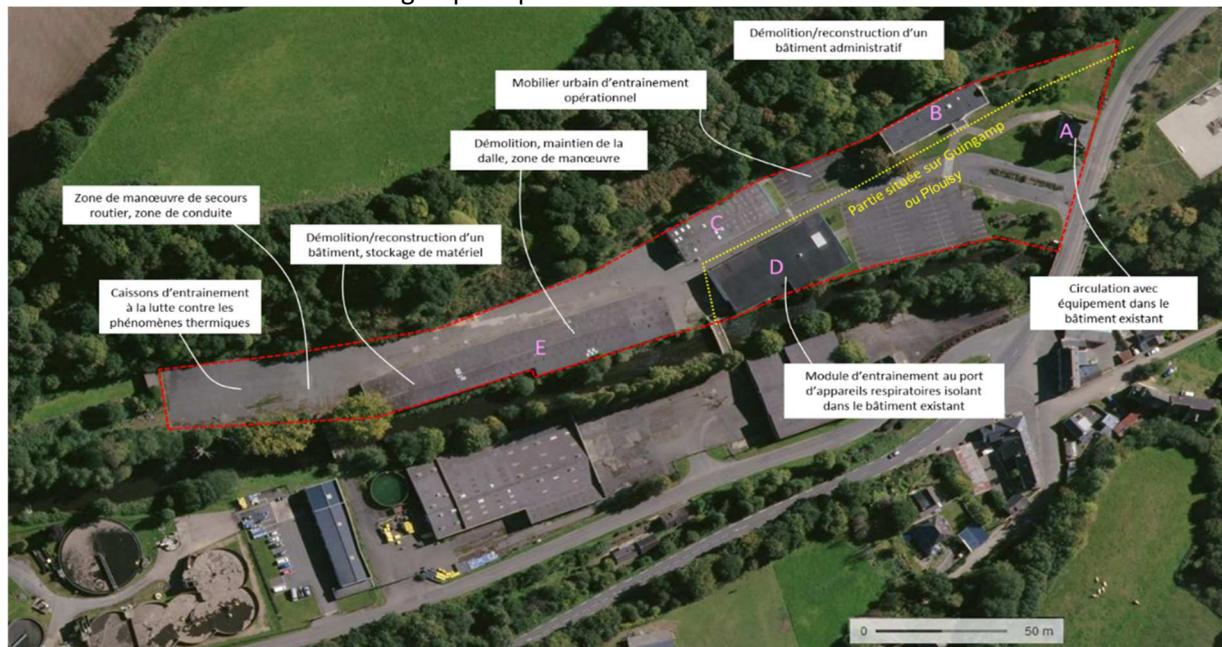 Démolition/reconstruction d'un
bâtiment administratif
Mobilier urbain d'entrainement
opérationnel
Démolition, maintien de la
dalle, zone de manœuvre
Zone de manœuvre de secours
routier, zone de conduite
Démolition/reconstruction d'un
bâtiment, stockage de matériel
Caissons d'entrainement
à la lutte contre les
phénomènes thermiques
B
A
Partie située sur Guingamp
ou Plouisy
C
D
E
Circulation avec
équipement dans le
bâtiment existant
Module d'entrainement au port
d'appareils respiratoires isolant
dans le bâtiment existant
0 50 m